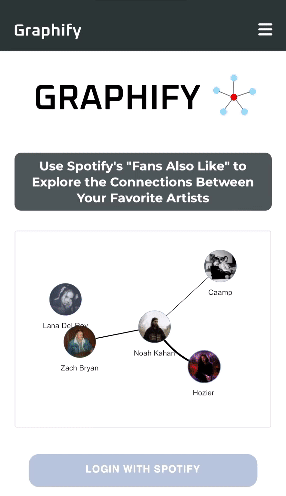 Graphify
GRAPHIFY
Use Spotify's "Fans Also Like" to
Explore the Connections Between
Your Favorite Artists
Caamp
Lana Del Rey
Noah Kahan
Zach Bryan
Hozier
LOGIN WITH SPOTIFY